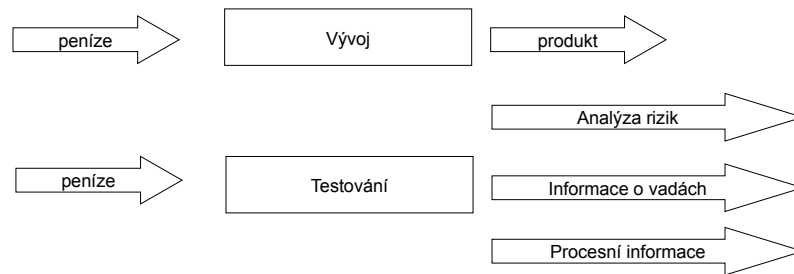 peníze
Vývoj
produkt
Analýza rizik
peníze
Testování
Informace o vadách
Procesní informace